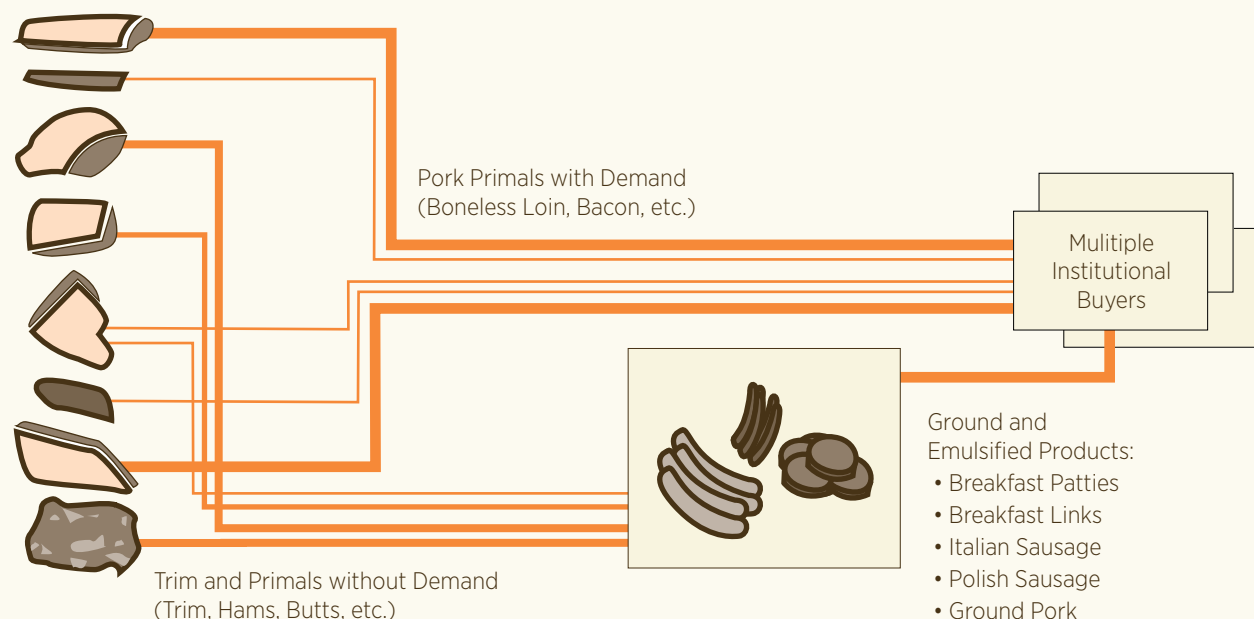 Pork Primals with Demand
(Boneless Loin, Bacon, etc.)
Mulitiple
Institutional
Buyers
Ground and
Emulsified Products:
• Breakfast Patties
• Breakfast Links
• Italian Sausage
• Polish Sausage
• Ground Pork
Trim and Primals without Demand
(Trim, Hams, Butts, etc.)